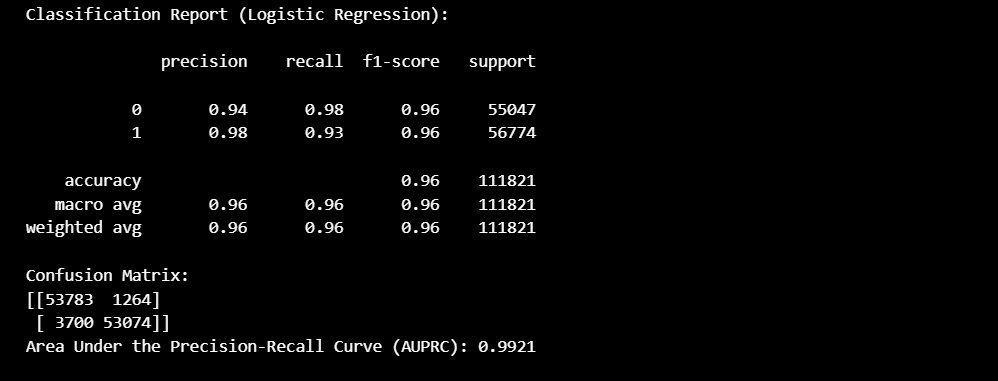 Classification Report (Logistic Regression):
precision recall f1-score support
0 0.94 0.98 0.96 55047
1 0.98 0.93 0.96 56774
accuracy 0.96 111821
macro avg 0.96 0.96 0.96 111821
weighted avg 0.96 0.96 0.96 111821
Confusion Matrix:
[[53783 1264]
[ 3700 53074]]
Area Under the Precision-Recall Curve (AUPRC): 0.9921